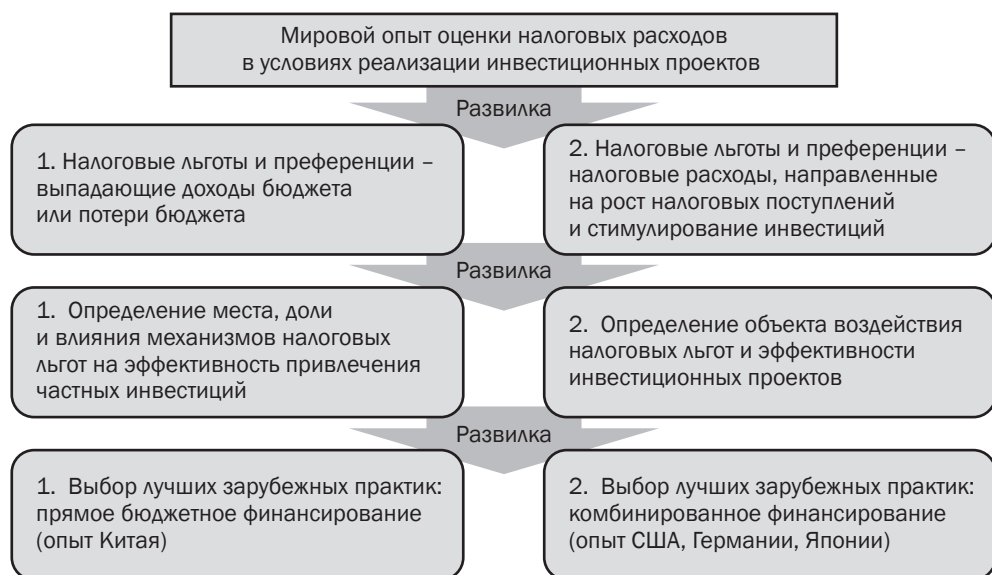 Мировой опыт оценки налоговых расходов
в условиях реализации инвестиционных проектов
Развилка
1. Налоговые льготы и преференции –
выпадающие доходы бюджета
или потери бюджета
2. Налоговые льготы и преференции –
налоговые расходы, направленные
на рост налоговых поступлений
и стимулирование инвестиций
Развилка
1. Определение места, доли
и влияния механизмов налоговых
льгот на эффективность привлечения
частных инвестиций
2. Определение объекта воздействия
налоговых льгот и эффективности
инвестиционных проектов
Развилка
1. Выбор лучших зарубежных практик:
прямое бюджетное финансирование
(опыт Китая)
2. Выбор лучших зарубежных практик:
комбинированное финансирование
(опыт США, Германии, Японии)